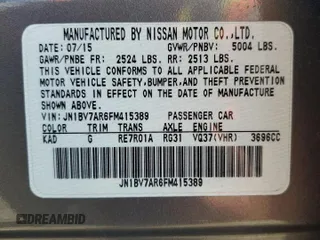 MANUFACTURED BY NISSAN MOTOR CO.,LTD.
DATE: 07/15 GVWR/PNBV: 5004 LBS.
GAWR/PNBE FR: 2524 LBS. RR: 2513 LBS.
THIS VEHICLE CONFORMS TO ALL APPLICABLE FEDERAL
MOTOR VEHICLE SAFETY, BUMPER, AND THEFT
PREVENTION STANDARDS IN EFFECT ON THE DATE OF
MANUFACTURE SHOWN ABOVE.
VIN: JN1BV7AR6FM415389 PASSENGER CAR
COLOR TRIM TRANS AXLE ENGINE
KAD G RE7R01A RG31 VQ37(VHR) 3696CC
JN1BV7AR6FM415389
DREAMBID